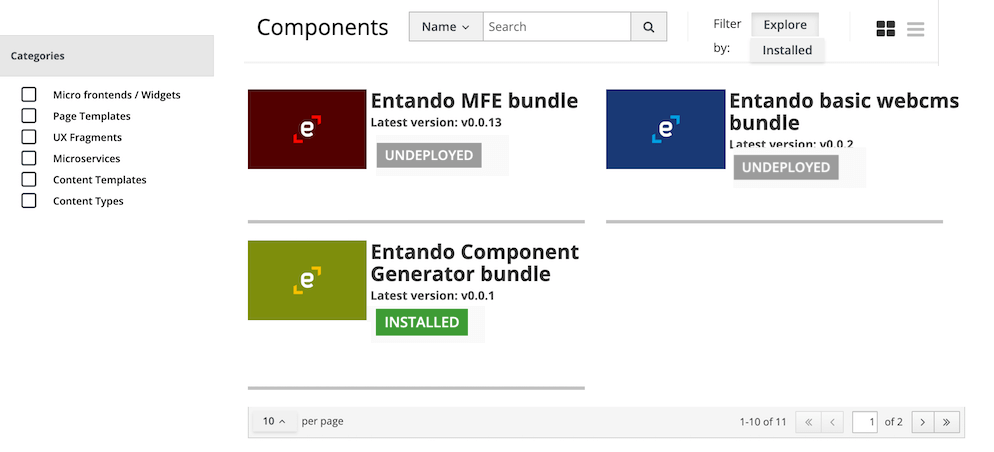 Components
Name
Search
Filter
by:
Explore
Installed
Categories
Micro frontends / Widgets
Page Templates
UX Fragments
Microservices
Content Templates
Content Types
Entando MFE bundle
Latest version: v0.0.13
UNDEPLOYED
Entando basic webcms
bundle
Latest version: v0.0.2
UNDEPLOYED
Entando Component
Generator bundle
Latest version: v0.0.1
INSTALLED
10 per page
1-10 of 11
« ‹ 1 of 2 › »